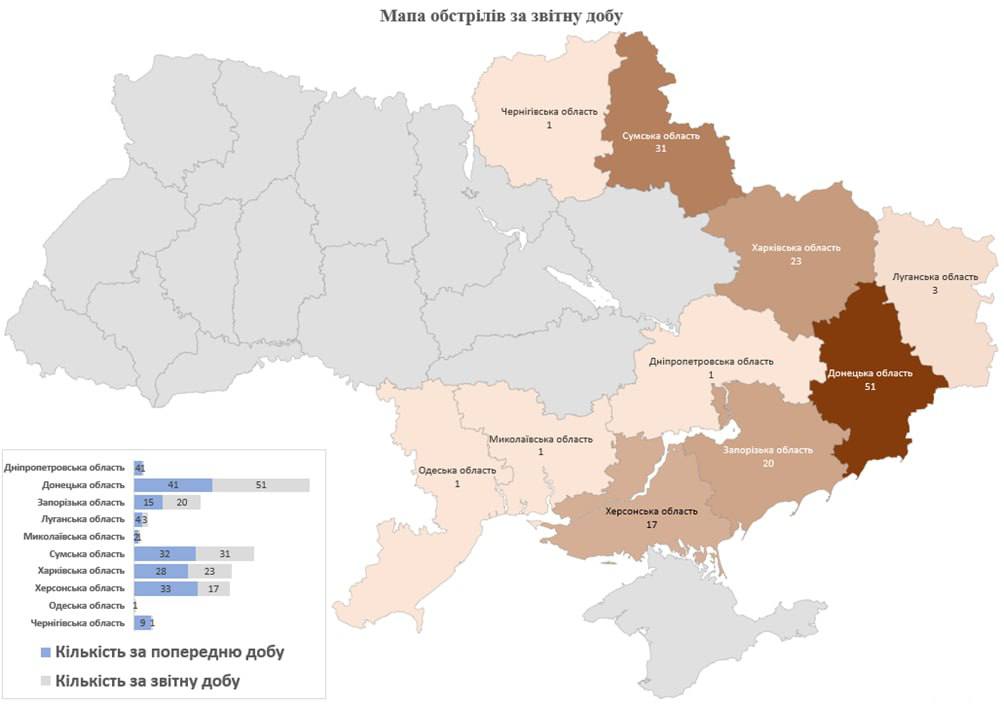 Мапа обстрілів за звітну добу
Чернігівська область
1
Сумська область
31
Харківська область
23
Луганська область
3
Дніпропетровська область
1
Донецька область
51
Миколаївська область
1
Запорізька область
20
Одеська область
1
Херсонська область
17
Дніпропетровська область 4 1
Донецька область 41 51
Запорізька область 15 20
Луганська область 4 3
Миколаївська область 2 1
Сумська область 32 31
Харківська область 28 23
Херсонська область 33 17
Одеська область 1
Чернігівська область 9 1
Кількість за попередню добу
Кількість за звітну добу